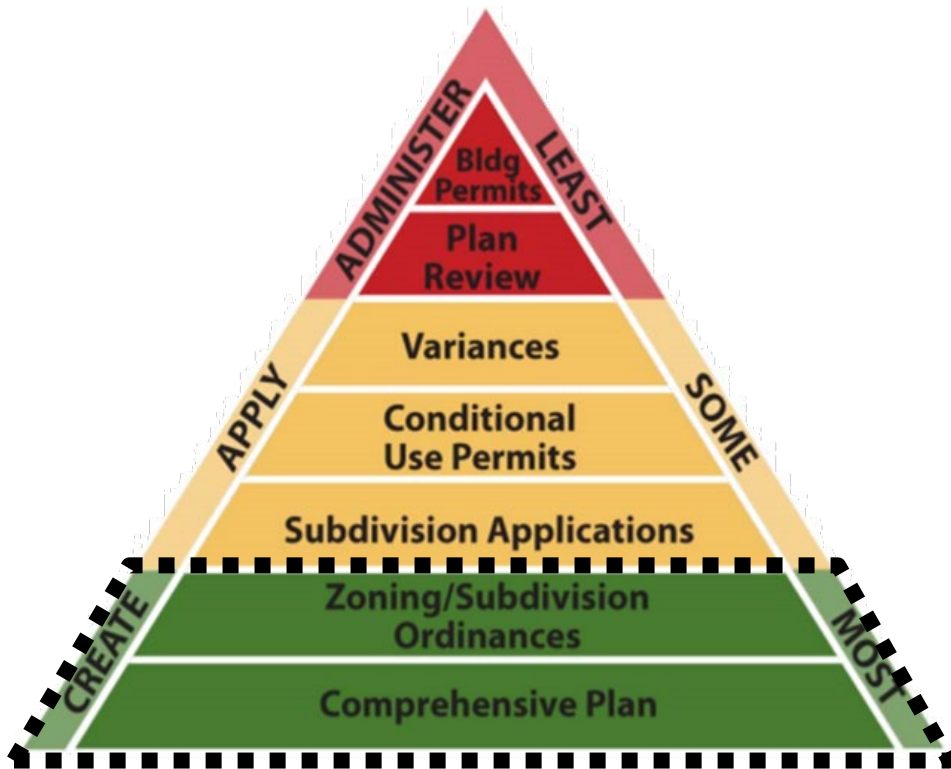 ADMINISTER
LEAST
Bldg
Permits
Plan
Review
APPLY
SOME
Variances
Conditional
Use Permits
Subdivision Applications
CREATE
MOST
Zoning/Subdivision
Ordinances
Comprehensive Plan